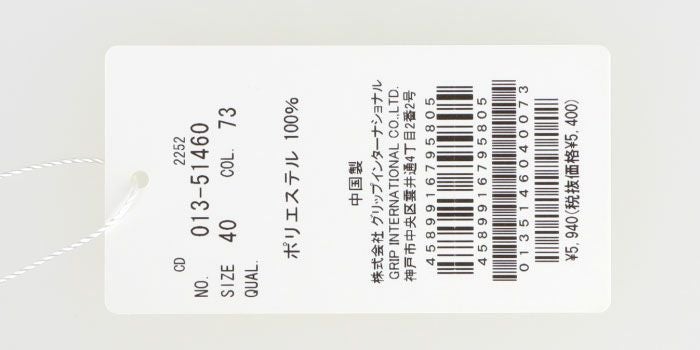 2252
CD
NO. 013-51460
SIZE 40 COL. 73
QUAL.
ポリエステル 100%
中国製
株式会社 グリップインターナショナル
GRIP INTERNATIONAL CO.,LTD.
神戸市中央区雲井通4丁目2番2号
4589916795805
4589916795805
0135146040073
¥5,940(税抜価格¥5,400)